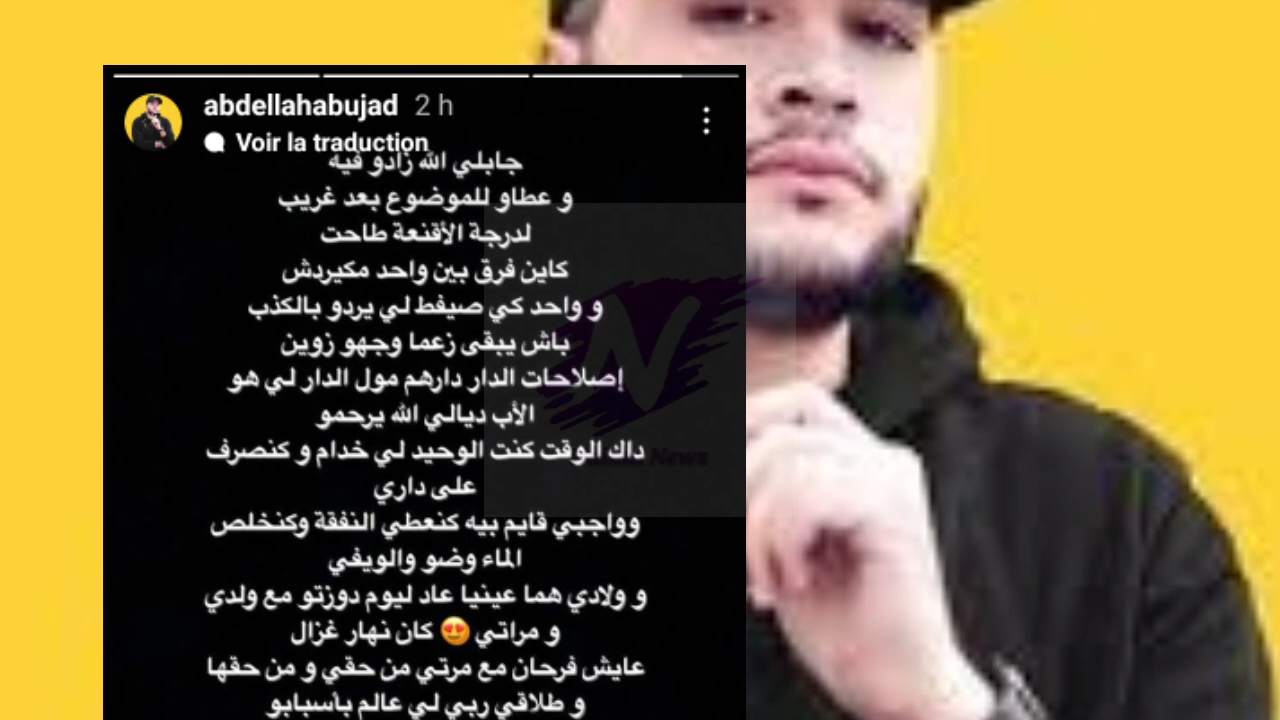 abdellahabujad 2 h
Voir la traduction
جابلي الله زادو فيه
و عطاو للموضوع بعد غريب
لدرجة الأقنعة طاحت
كاين فرق بين واحد مكيردش
و واحد كي صيفط لي يردو بالكذب
باش يبقى زعما وجهو زوين
إصلاحات الدار دارهم مول الدار لي هو
الأب ديالي الله يرحمو
داك الوقت كنت الوحيد لي خدام و كنصرف
على داري
وواجبي قايم بيه كنعطي النفقة وكنخلص
الماء وضو والويفي
و ولادي هما عينيا عاد ليوم دوزتو مع ولدي
و مراتي 😍 كان نهار غزال
عايش فرحان مع مرتي من حقي و من حقها
و طلاقي ربي لي عالم بأسبابو
N
News